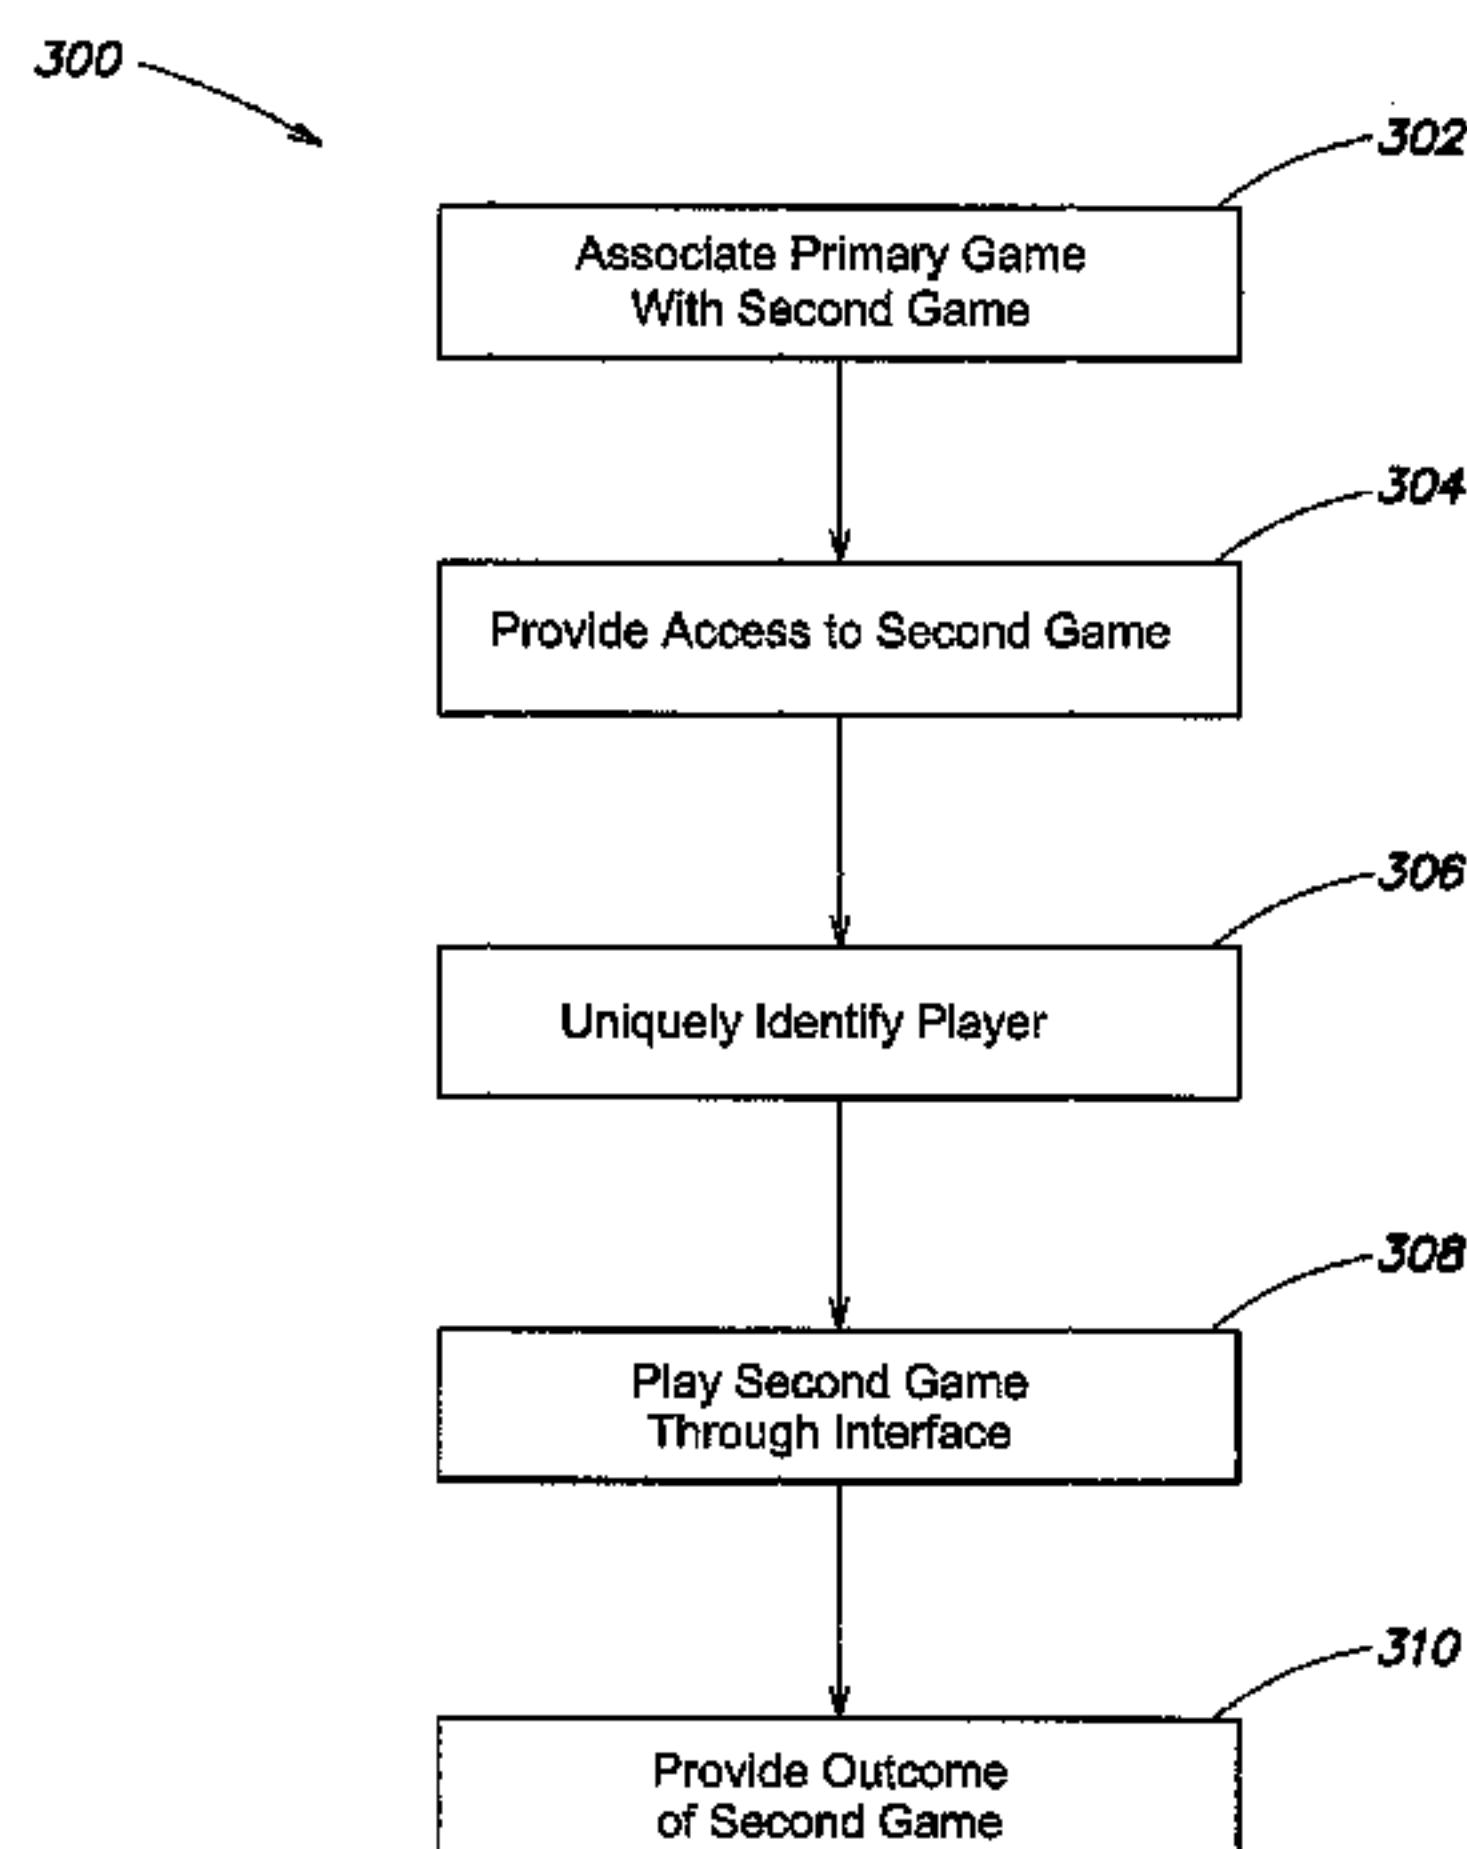 300
302
Associate Primary Game
With Second Game
304
Provide Access to Second Game
306
Uniquely Identify Player
308
Play Second Game
Through Interface
310
Provide Outcome
of Second Game